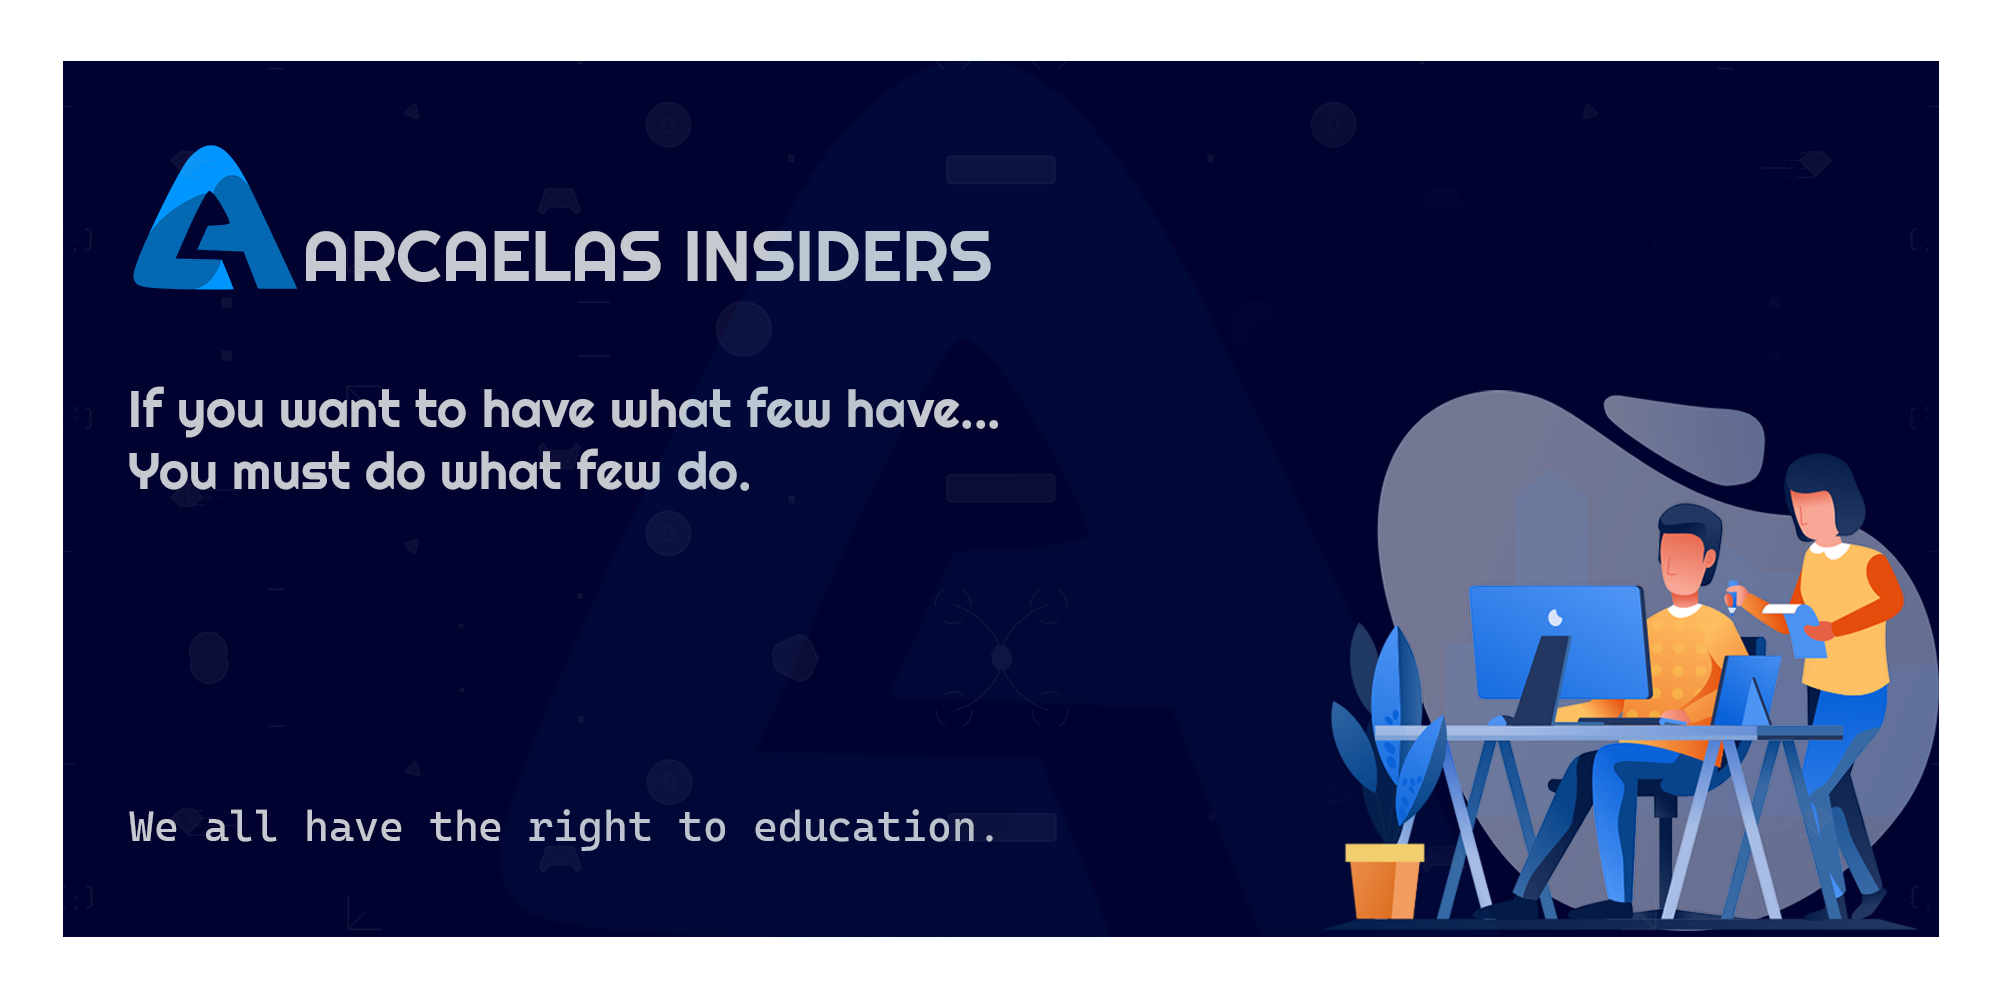 ARCAELAS INSIDERS
If you want to have what few have...
You must do what few do.
We all have the right to education.